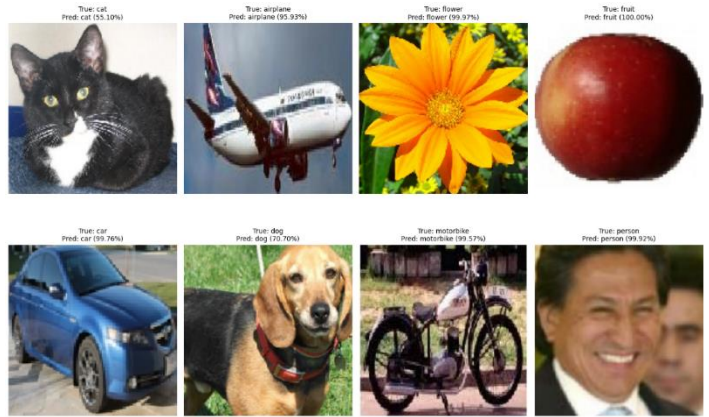 True: cat
Pred: cat (55.10%)
True: airplane
Pred: airplane (95.93%)
True: flower
Pred: flower (99.97%)
True: fruit
Pred: fruit (100.00%)
True: car
Pred: car (99.76%)
True: dog
Pred: dog (70.70%)
True: motorbike
Pred: motorbike (99.57%)
True: person
Pred: person (99.92%)